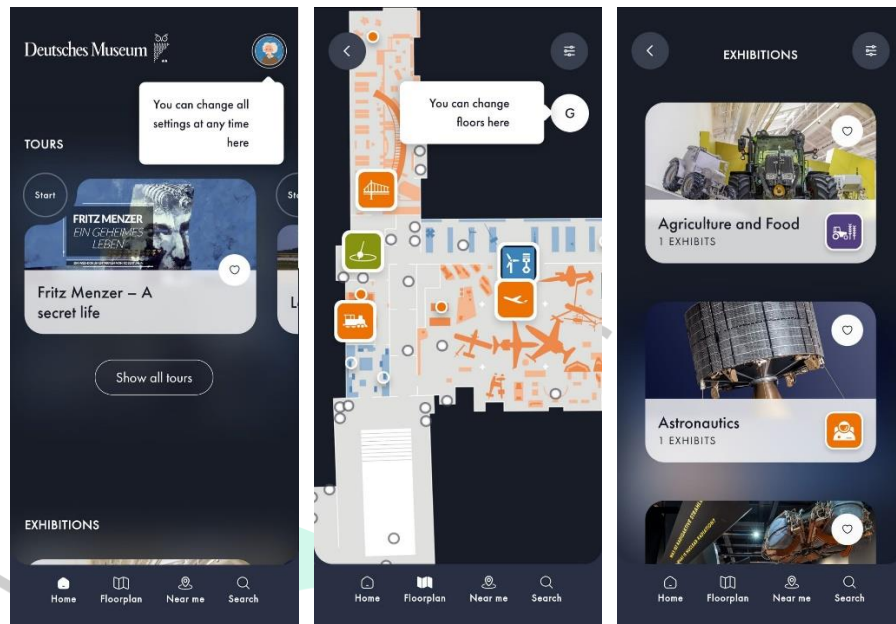 Deutsches Museum
You can change all
settings at any time
here
TOURS
Start
FRITZ MENZER
EIN GEHEIMES
LEBEN
Fritz Menzer – A
secret life
Show all tours
EXHIBITIONS
Home
Floorplan
Near me
Search
You can change
floors here
G
Home
Floorplan
Near me
Search
EXHIBITIONS
Agriculture and Food
1 EXHIBITS
Astronautics
1 EXHIBITS
Home
Floorplan
Near me
Search